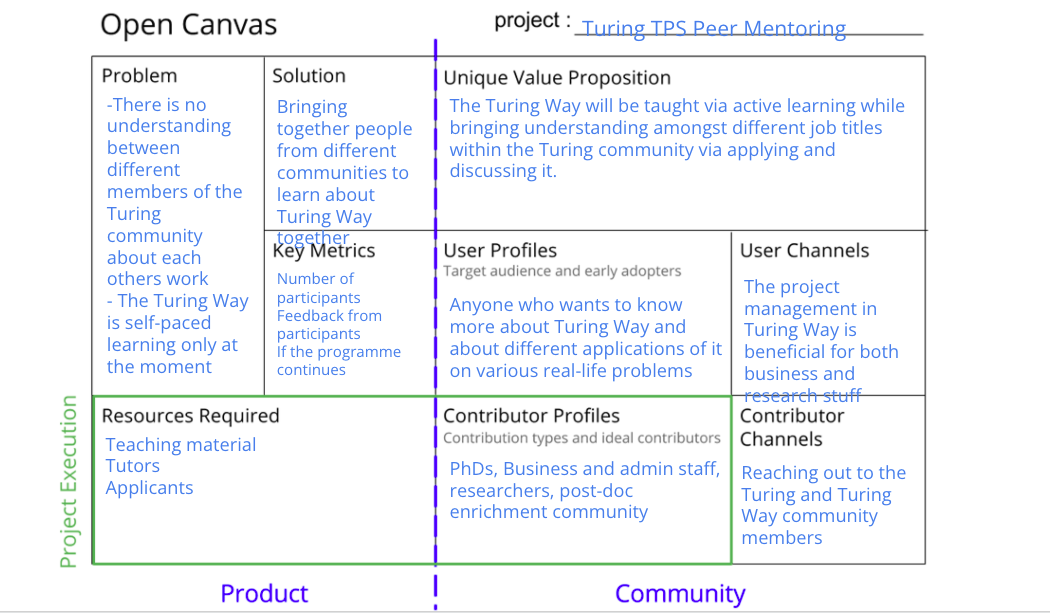 Open Canvas
project :
Turing TPS Peer Mentoring
Problem
-There is no
understanding
between
different
members of the
Turing
community
about each
others work
- The Turing Way
is self-paced
learning only at
the moment
Solution
Bringing
together people
from different
communities to
learn about
Turing Way
together
Unique Value Proposition
The Turing Way will be taught via active learning while
bringing understanding amongst different job titles
within the Turing community via applying and
discussing it.
Key Metrics
Number of
participants
Feedback from
participants
If the programme
continues
User Profiles
Target audience and early adopters
Anyone who wants to know
more about Turing Way and
about different applications of it
on various real-life problems
User Channels
The project
management in
Turing Way is
beneficial for both
business and
research stuff
Project Execution
Resources Required
Teaching material
Tutors
Applicants
Contributor Profiles
Contribution types and ideal contributors
PhDs, Business and admin staff,
researchers, post-doc
enrichment community
Contributor
Channels
Reaching out to the
Turing and Turing
Way community
members
Product
Community